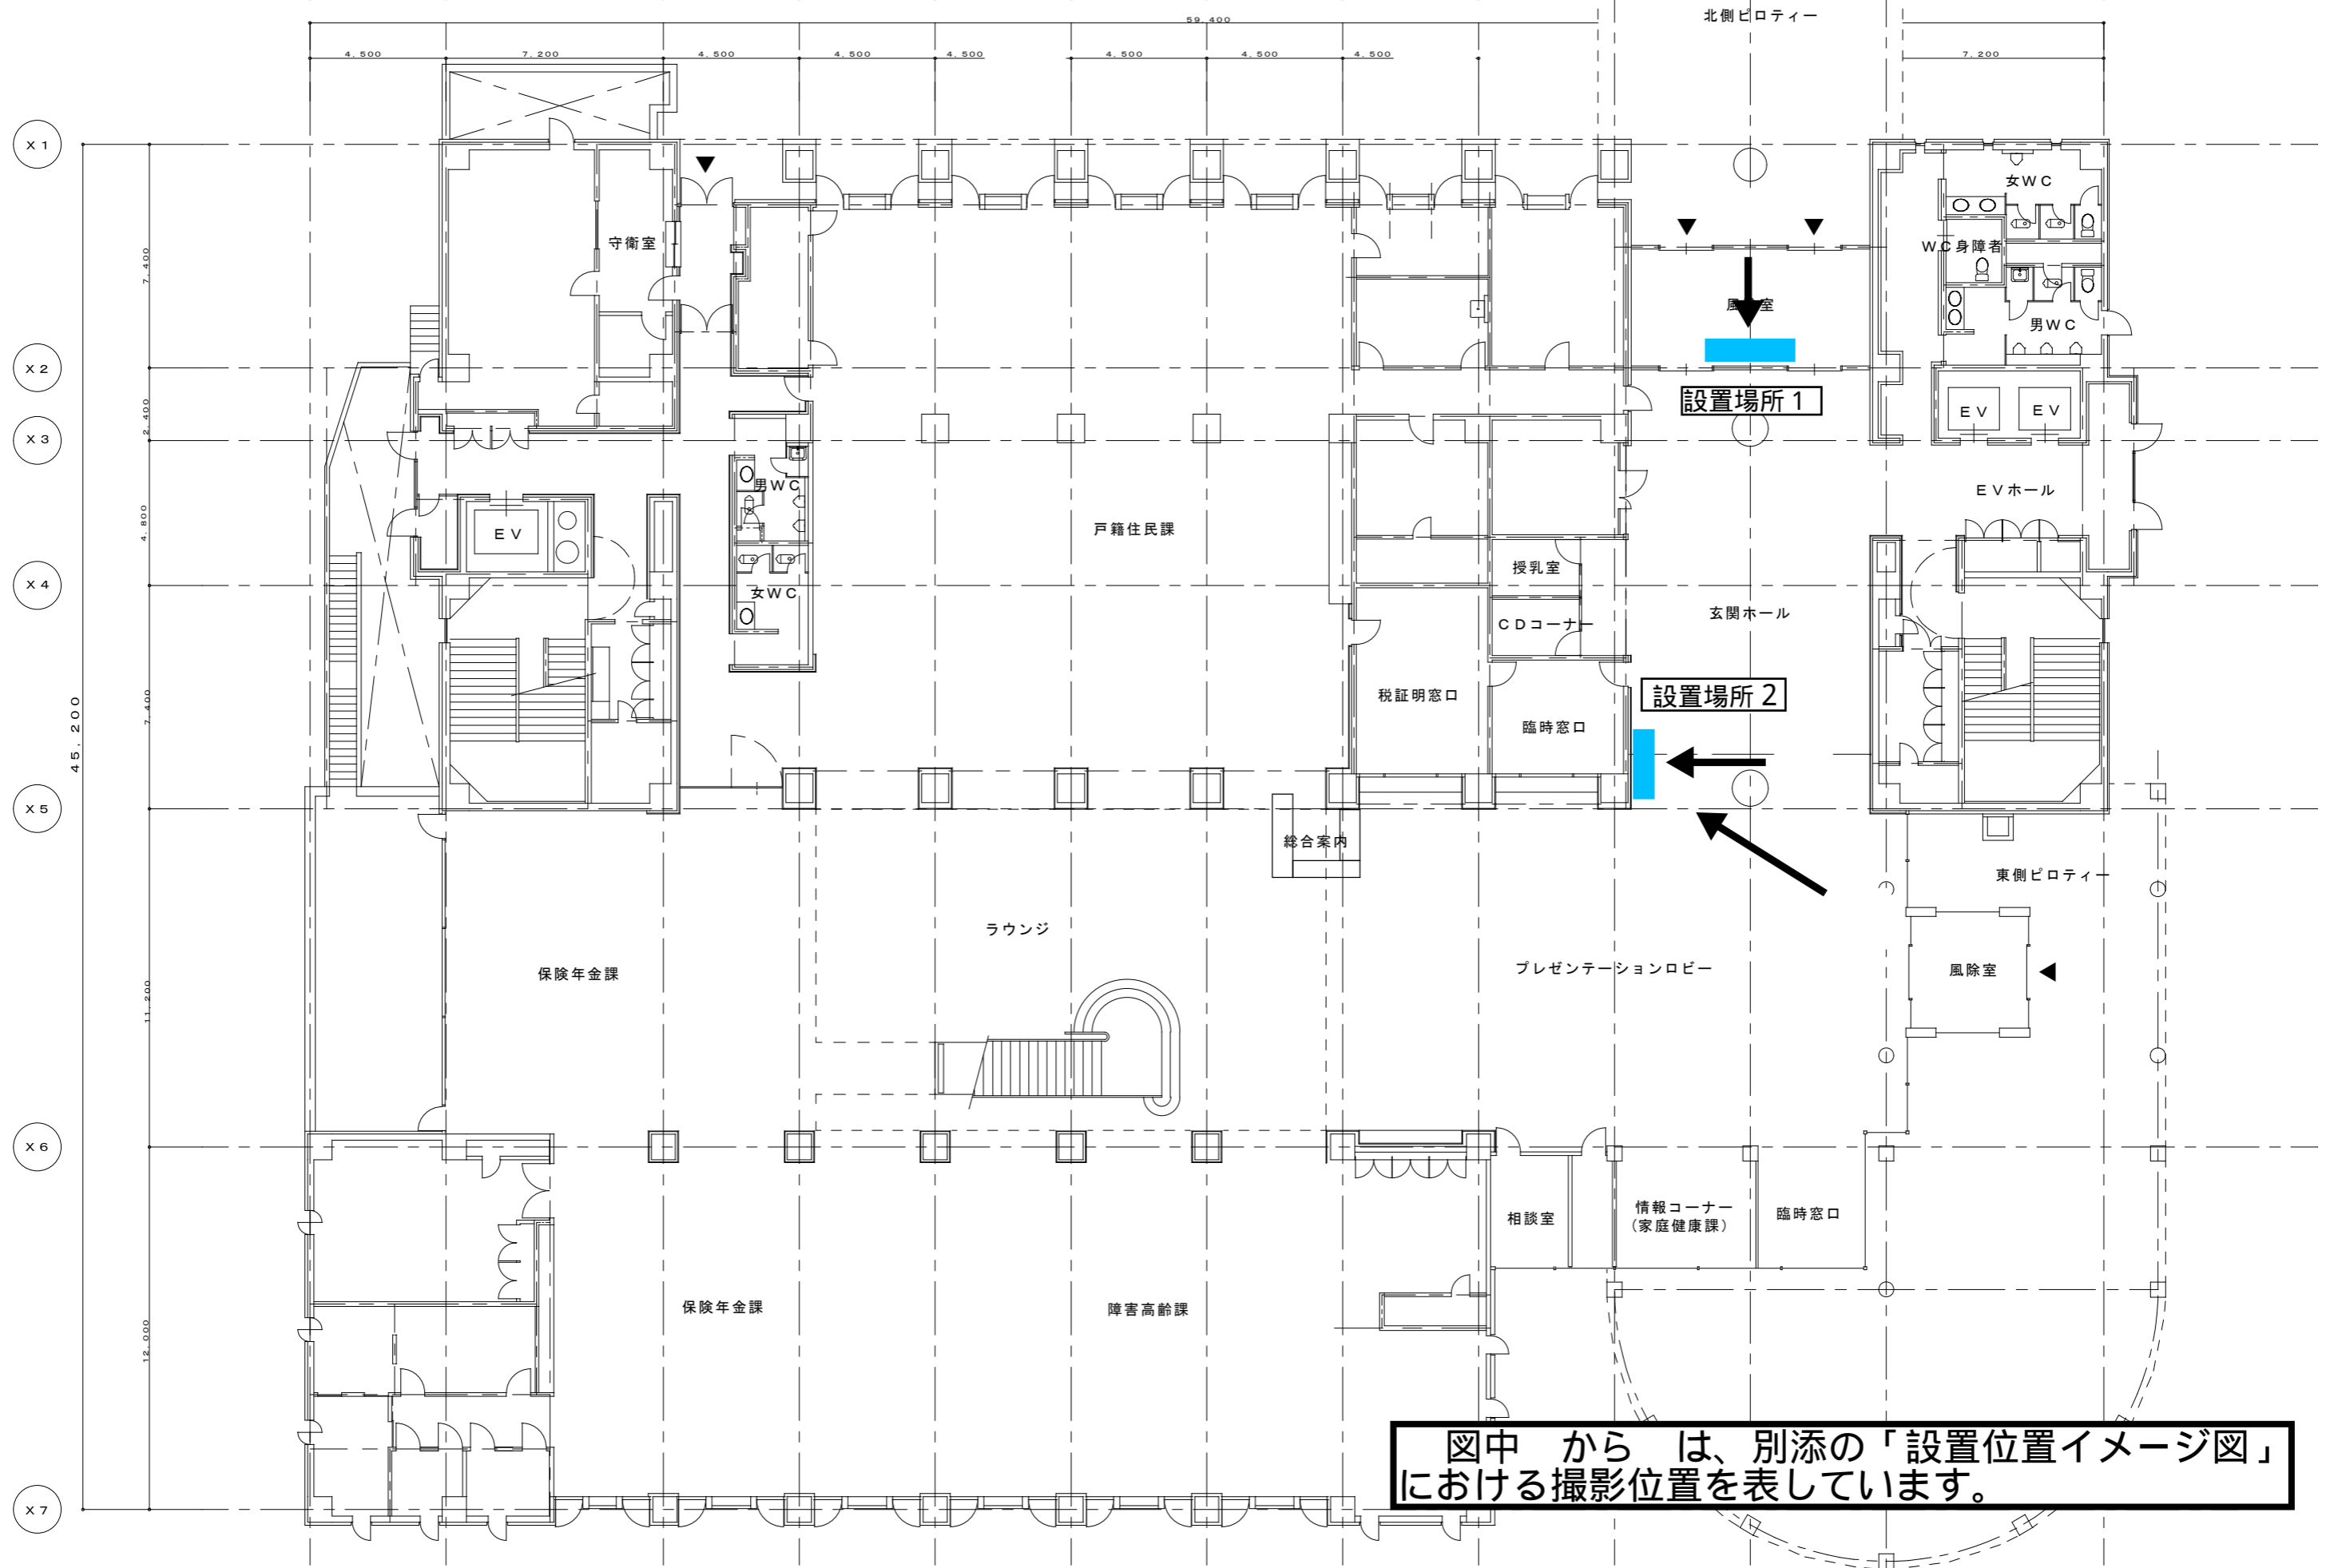 北側ピロティー
59,400
4,500
7,200
4,500
4,500
4,500
4,500
4,500
4,500
7,200
X1
X2
X3
X4
X5
X6
X7
45,200
7,400
2,400
4,800
7,400
11,200
12,000
守衛室
女WC
WC身障者
男WC
風除室
設置場所1
EV
EV
EVホール
男WC
女WC
EV
戸籍住民課
授乳室
CDコーナー
玄関ホール
税証明窓口
臨時窓口
設置場所2
総合案内
東側ピロティー
ラウンジ
保険年金課
プレゼンテーションロビー
風除室
相談室
情報コーナー
(家庭健康課)
臨時窓口
保険年金課
障害高齢課
図中 から は、別添の「設置位置イメージ図」
における撮影位置を表しています。